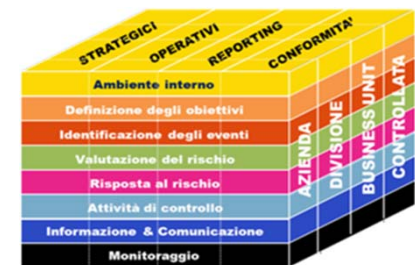 STRATEGICI
OPERATIVI
REPORTING
CONFORMITA'
Ambiente interno
Definizione degli obiettivi
Identificazione degli eventi
Valutazione del rischio
Risposta al rischio
Attività di controllo
Informazione & Comunicazione
Monitoraggio
AZIENDA
DIVISIONE
BUSINESS UNIT
CONTROLLATA